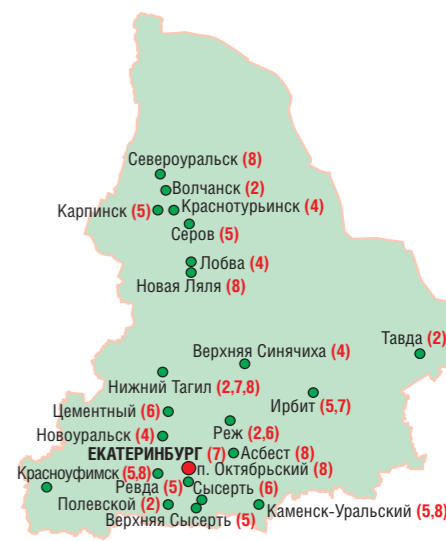 Североуральск (8)
Волчанск (2)
Карпинск (5)
Краснотурьинск (4)
Серов (5)
Лобва (4)
Новая Ляля (8)
Тавда (2)
Верхняя Синячиха (4)
Нижний Тагил (2,7,8)
Ирбит (5,7)
Цементный (6)
Реж (2,6)
Новоуральск (4)
ЕКАТЕРИНБУРГ (7)
Асбест (8)
Красноуфимск (5,8)
п. Октябрьский (8)
Ревда (5)
Сысерть (6)
Полевской (2)
Каменск-Уральский (5,8)
Верхняя Сысерть (5)